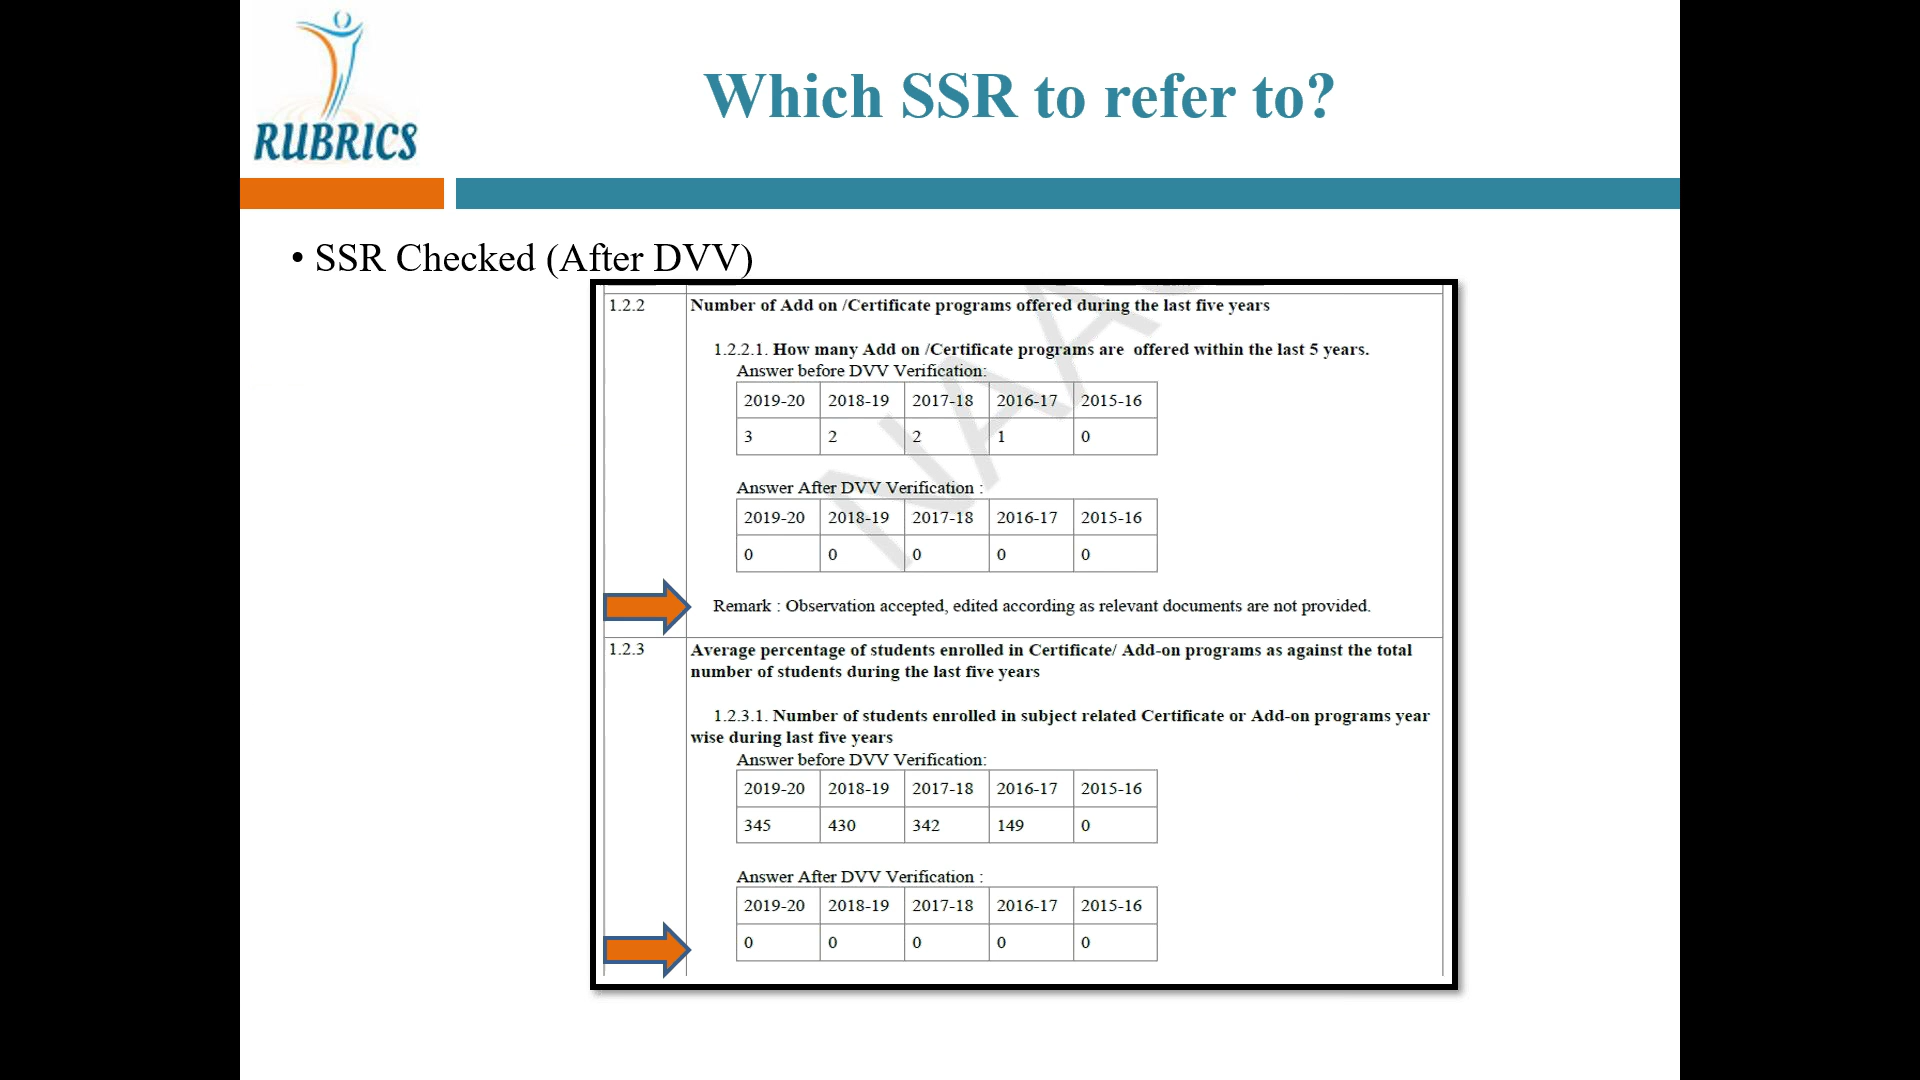 RUBRICS
Which SSR to refer to?
• SSR Checked (After DVV)
1.2.2 Number of Add on /Certificate programs offered during the last five years
1.2.2.1. How many Add on /Certificate programs are offered within the last 5 years.
Answer before DVV Verification:
2019-20 2018-19 2017-18 2016-17 2015-16
3 2 2 1 0
Answer After DVV Verification :
2019-20 2018-19 2017-18 2016-17 2015-16
0 0 0 0 0
Remark : Observation accepted, edited according as relevant documents are not provided.
1.2.3 Average percentage of students enrolled in Certificate/ Add-on programs as against the total
number of students during the last five years
1.2.3.1. Number of students enrolled in subject related Certificate or Add-on programs year
wise during last five years
Answer before DVV Verification:
2019-20 2018-19 2017-18 2016-17 2015-16
345 430 342 149 0
Answer After DVV Verification :
2019-20 2018-19 2017-18 2016-17 2015-16
0 0 0 0 0